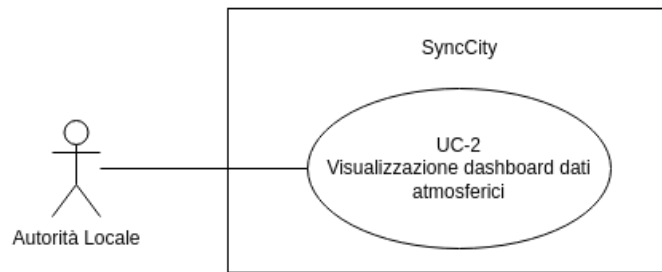 SyncCity
UC-2
Visualizzazione dashboard dati
atmosferici
Autorità Locale